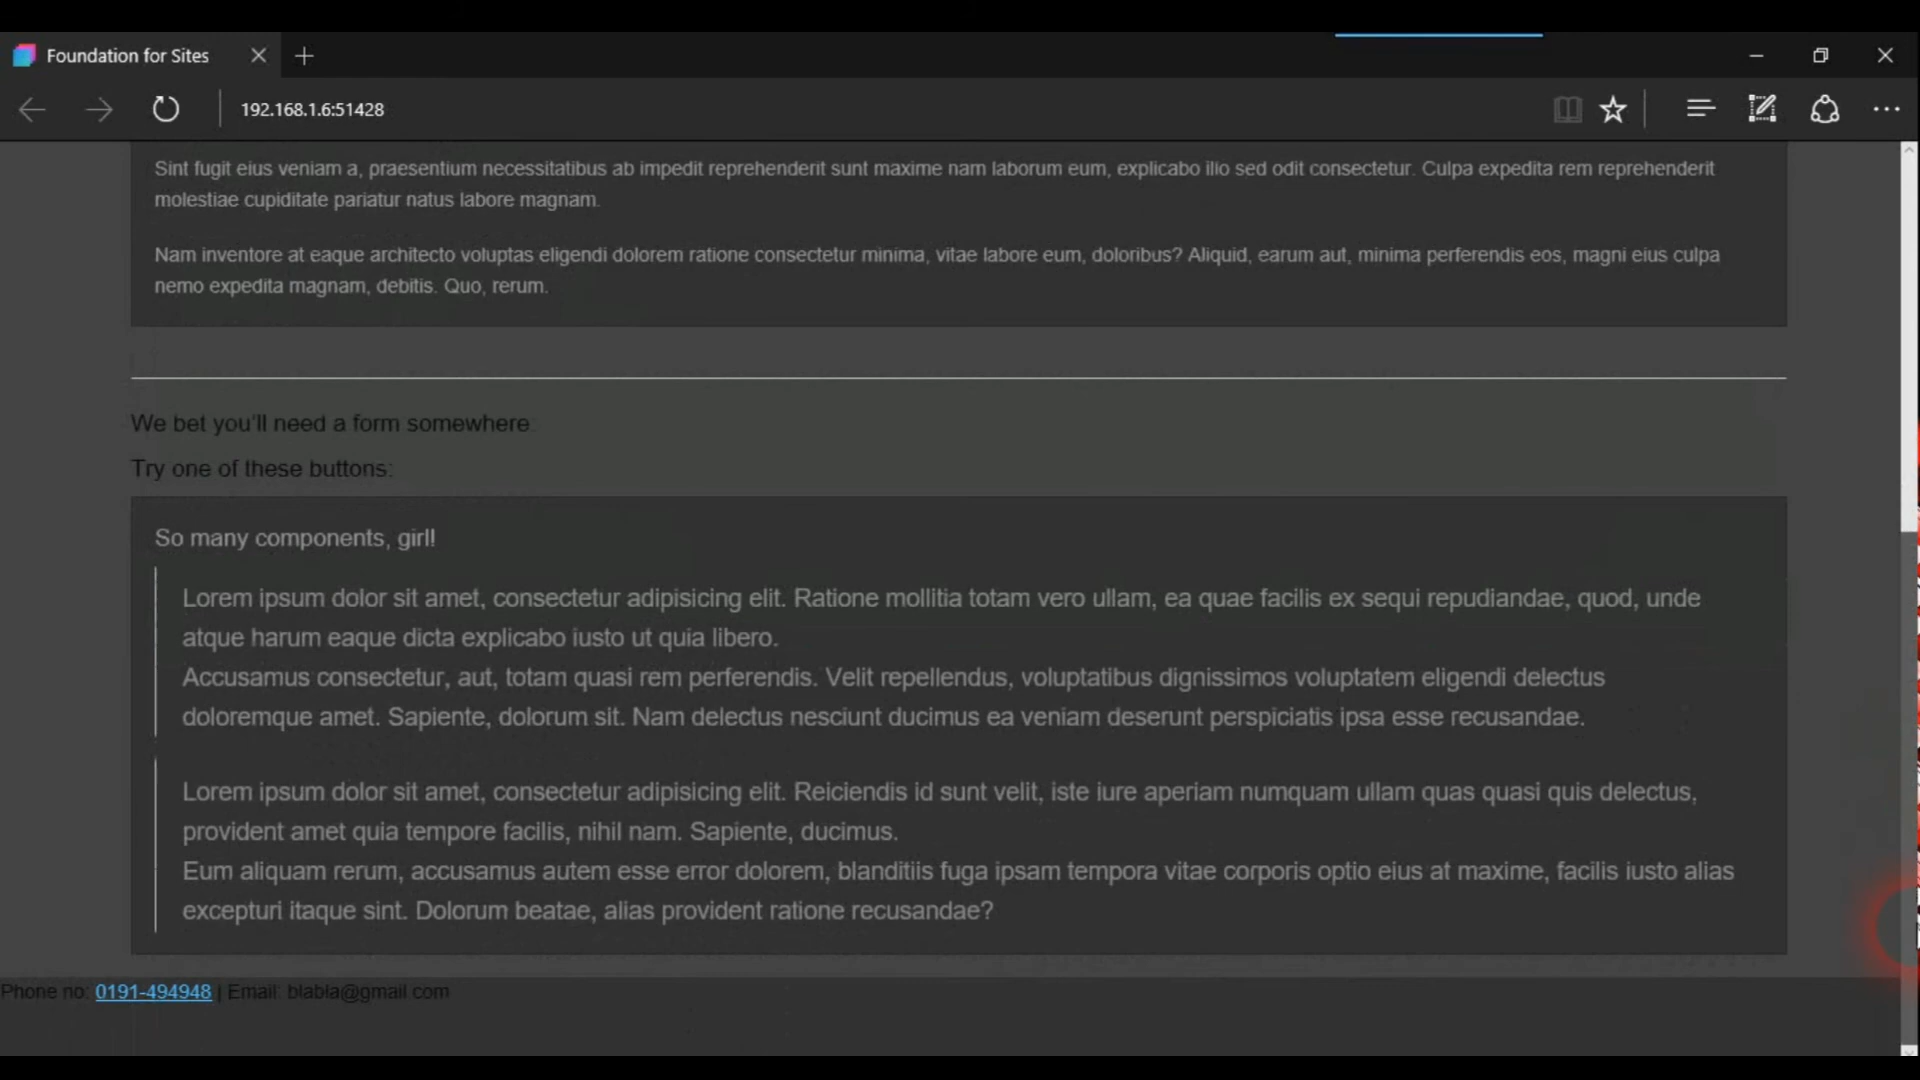 Foundation for Sites
192.168.1.6:51428
Sint fugit eius veniam a, praesentium necessitatibus ab impedit reprehenderit sunt maxime nam laborum eum, explicabo illo sed odit consectetur. Culpa expedita rem reprehenderit
molestiae cupiditate pariatur natus labore magnam.
Nam inventore at eaque architecto voluptas eligendi dolorem ratione consectetur minima, vitae labore eum, doloribus? Aliquid, earum aut, minima perferendis eos, magni eius culpa
nemo expedita magnam, debitis. Quo, rerum.
We bet you'll need a form somewhere.
Try one of these buttons:
So many components, girl!
Lorem ipsum dolor sit amet, consectetur adipisicing elit. Ratione mollitia totam vero ullam, ea quae facilis ex sequi repudiandae, quod, unde
atque harum eaque dicta explicabo iusto ut quia libero.
Accusamus consectetur, aut, totam quasi rem perferendis. Velit repellendus, voluptatibus dignissimos voluptatem eligendi delectus
doloremque amet. Sapiente, dolorum sit. Nam delectus nesciunt ducimus ea veniam deserunt perspiciatis ipsa esse recusandae.
Lorem ipsum dolor sit amet, consectetur adipisicing elit. Reiciendis id sunt velit, iste iure aperiam numquam ullam quas quasi quis delectus,
provident amet quia tempore facilis, nihil nam. Sapiente, ducimus.
Eum aliquam rerum, accusamus autem esse error dolorem, blanditiis fuga ipsam tempora vitae corporis optio eius at maxime, facilis iusto alias
excepturi itaque sint. Dolorum beatae, alias provident ratione recusandae?
Phone no: 0191-494948 | Email: blabla@gmail.com